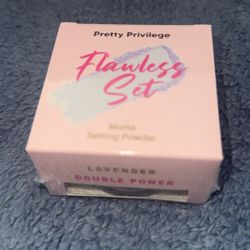 Pretty Privilege
Flawless
Set
Matte
Setting Powder
LAVENDER
DOUBLE POWER